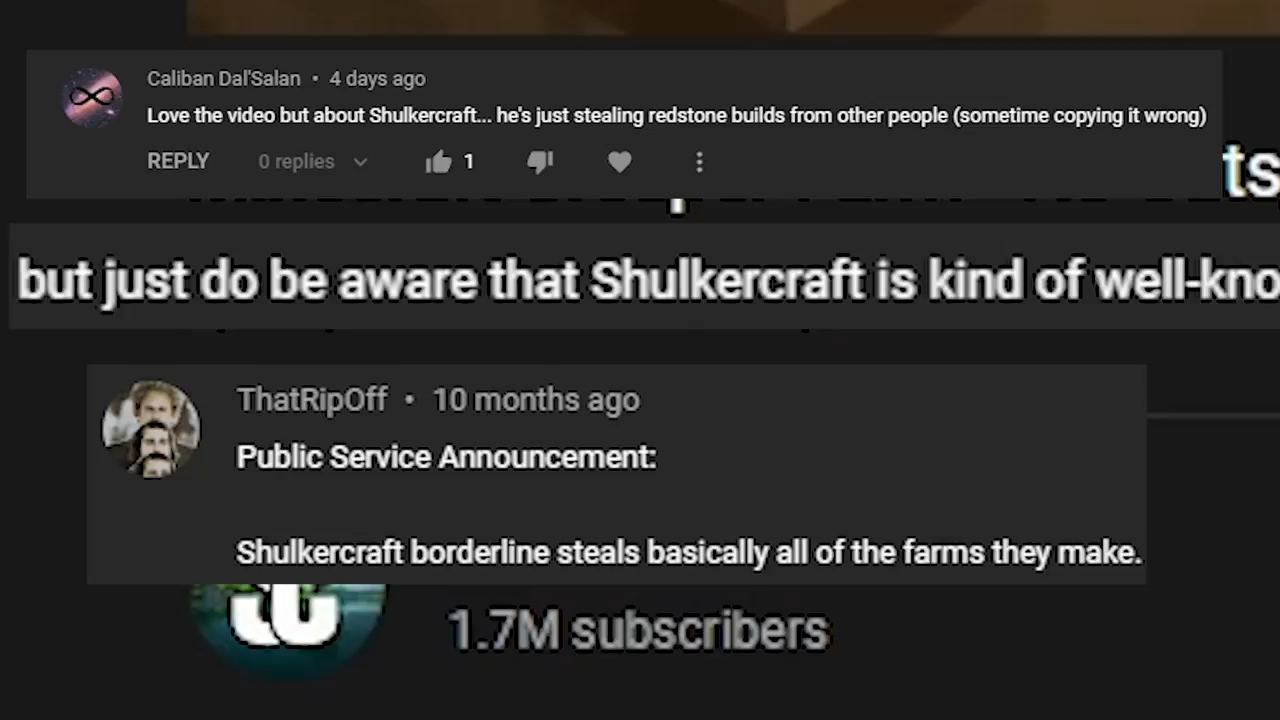 Caliban Dal'Salan • 4 days ago
Love the video but about Shulkercraft... he's just stealing redstone builds from other people (sometime copying it wrong)
REPLY 0 replies 1
ts
but just do be aware that Shulkercraft is kind of well-kno
ThatRipOff • 10 months ago
Public Service Announcement:
Shulkercraft borderline steals basically all of the farms they make.
1.7M subscribers